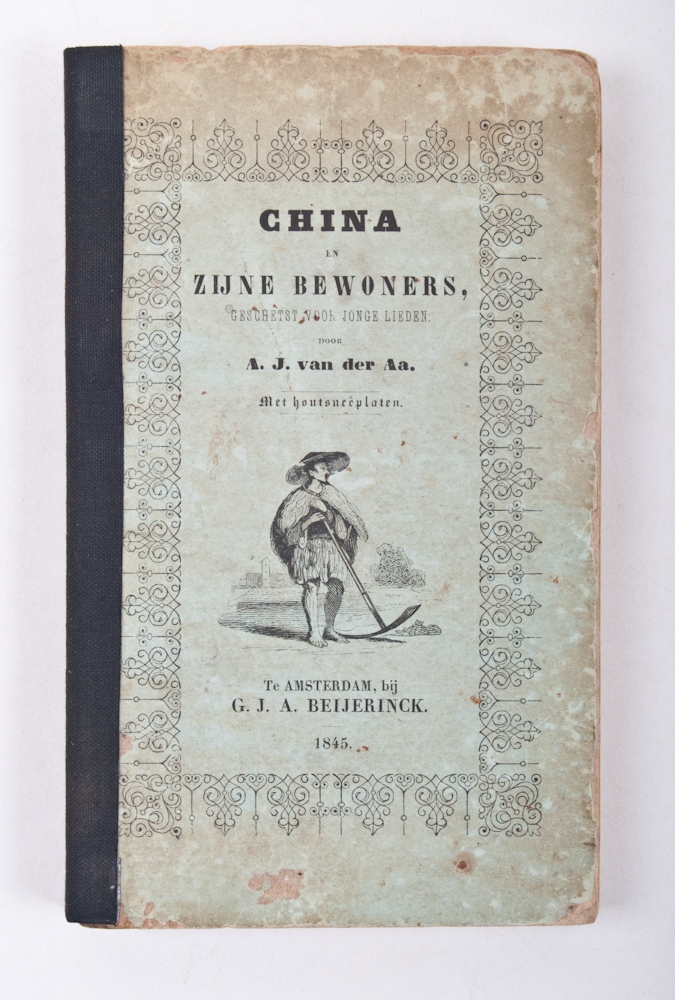 CHINA
EN
ZIJNE BEWONERS,
GESCHETST VOOR JONGE LIEDEN.
DOOR
A. J. van der Aa.
Met houtsneêplaten.
Te AMSTERDAM, bij
G. J. A. BEIJERINCK.
1845.